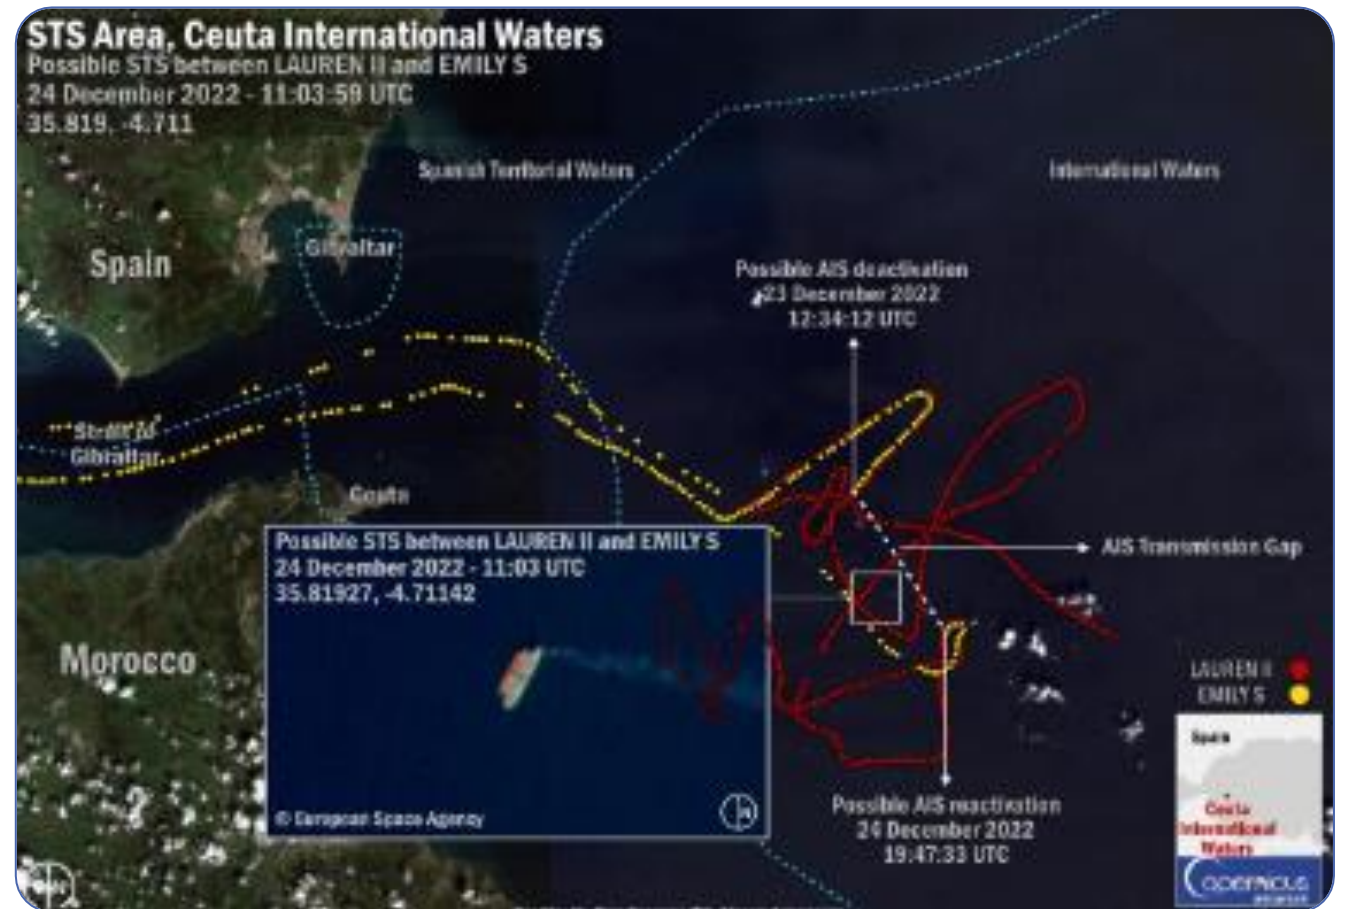 STS Area, Ceuta International Waters
Possible STS between LAUREN II and EMILY S
24 December 2022 - 11:03:59 UTC
35.819, -4.711
Spanish Territorial Waters
International Waters
Spain
Gibraltar
Possible AIS deactivation
23 December 2022
12:34:12 UTC
Strait of
Gibraltar
Ceuta
Possible STS between LAUREN II and EMILY S
24 December 2022 - 11:03 UTC
35.81927, -4.71142
AIS Transmission Gap
Morocco
LAUREN II
EMILY S
Spain
Ceuta
International
Waters
Possible AIS reactivation
24 December 2022
19:47:33 UTC
© European Space Agency
N
OPERNICUS